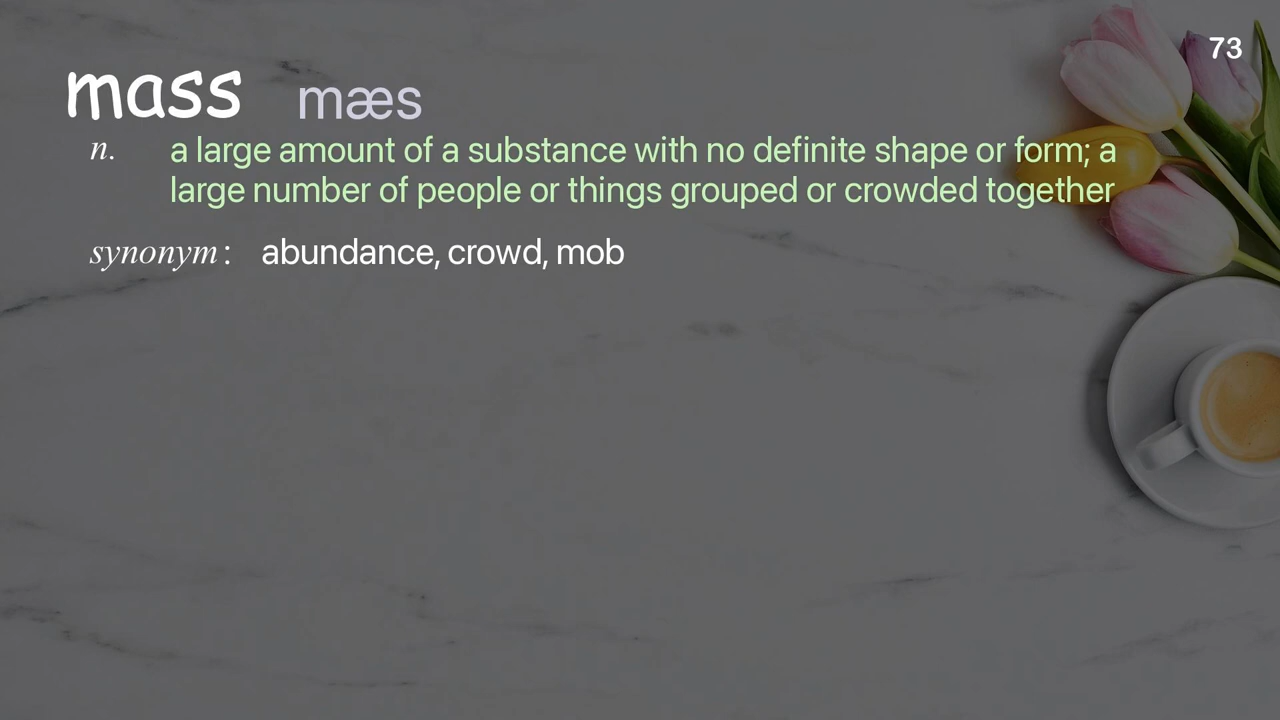 73
mass mæs
n. a large amount of a substance with no definite shape or form; a
large number of people or things grouped or crowded together
synonym: abundance, crowd, mob